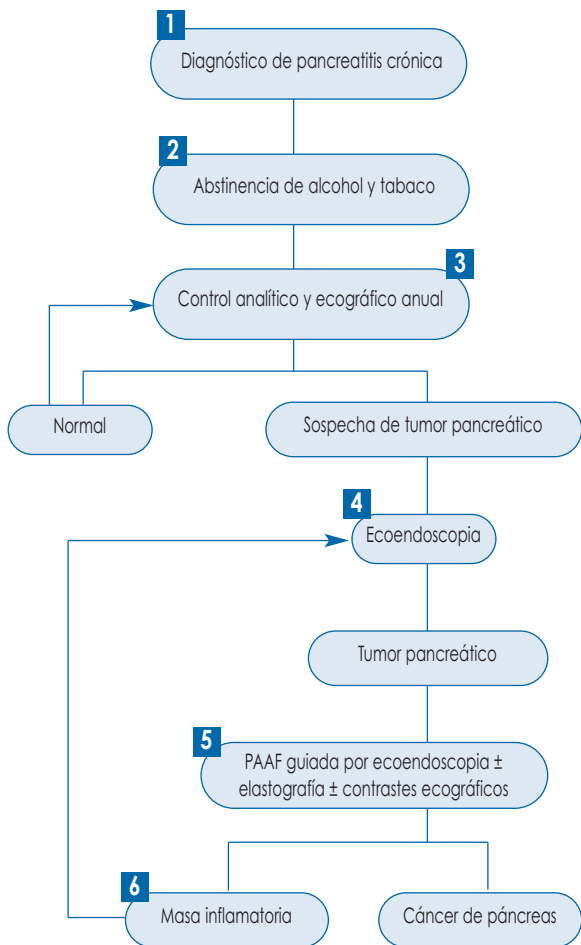 1
Diagnóstico de pancreatitis crónica
2
Abstinencia de alcohol y tabaco
3
Control analítico y ecográfico anual
Normal
Sospecha de tumor pancreático
4
Ecoendoscopia
Tumor pancreático
5
PAAF guiada por ecoendoscopia ±
elastografía ± contrastes ecográficos
6
Masa inflamatoria
Cáncer de páncreas